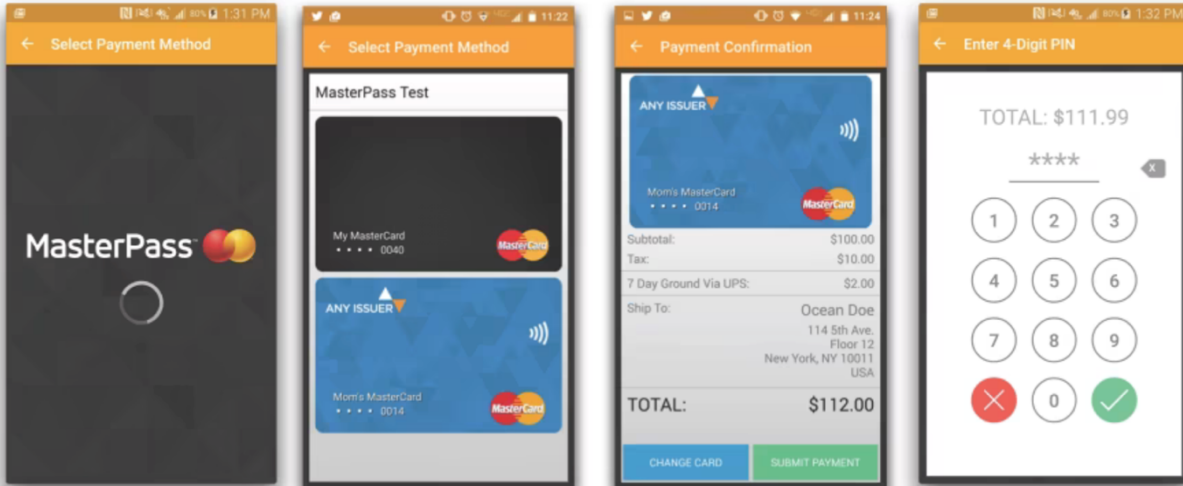 80% 1:31 PM
Select Payment Method
MasterPass
11:22
Select Payment Method
MasterPass Test
My MasterCard
• • • • 0040
MasterCard
ANY ISSUER
Mom's MasterCard
• • • • 0014
MasterCard
11:24
Payment Confirmation
ANY ISSUER
Mom's MasterCard
• • • • 0014
MasterCard
Subtotal: $100.00
Tax: $10.00
7 Day Ground Via UPS: $2.00
Ship To: Ocean Doe
114 5th Ave.
Floor 12
New York, NY 10011
USA
TOTAL: $112.00
CHANGE CARD SUBMIT PAYMENT
80% 1:32 PM
Enter 4-Digit PIN
TOTAL: $111.99
****
X
1 2 3
4 5 6
7 8 9
0